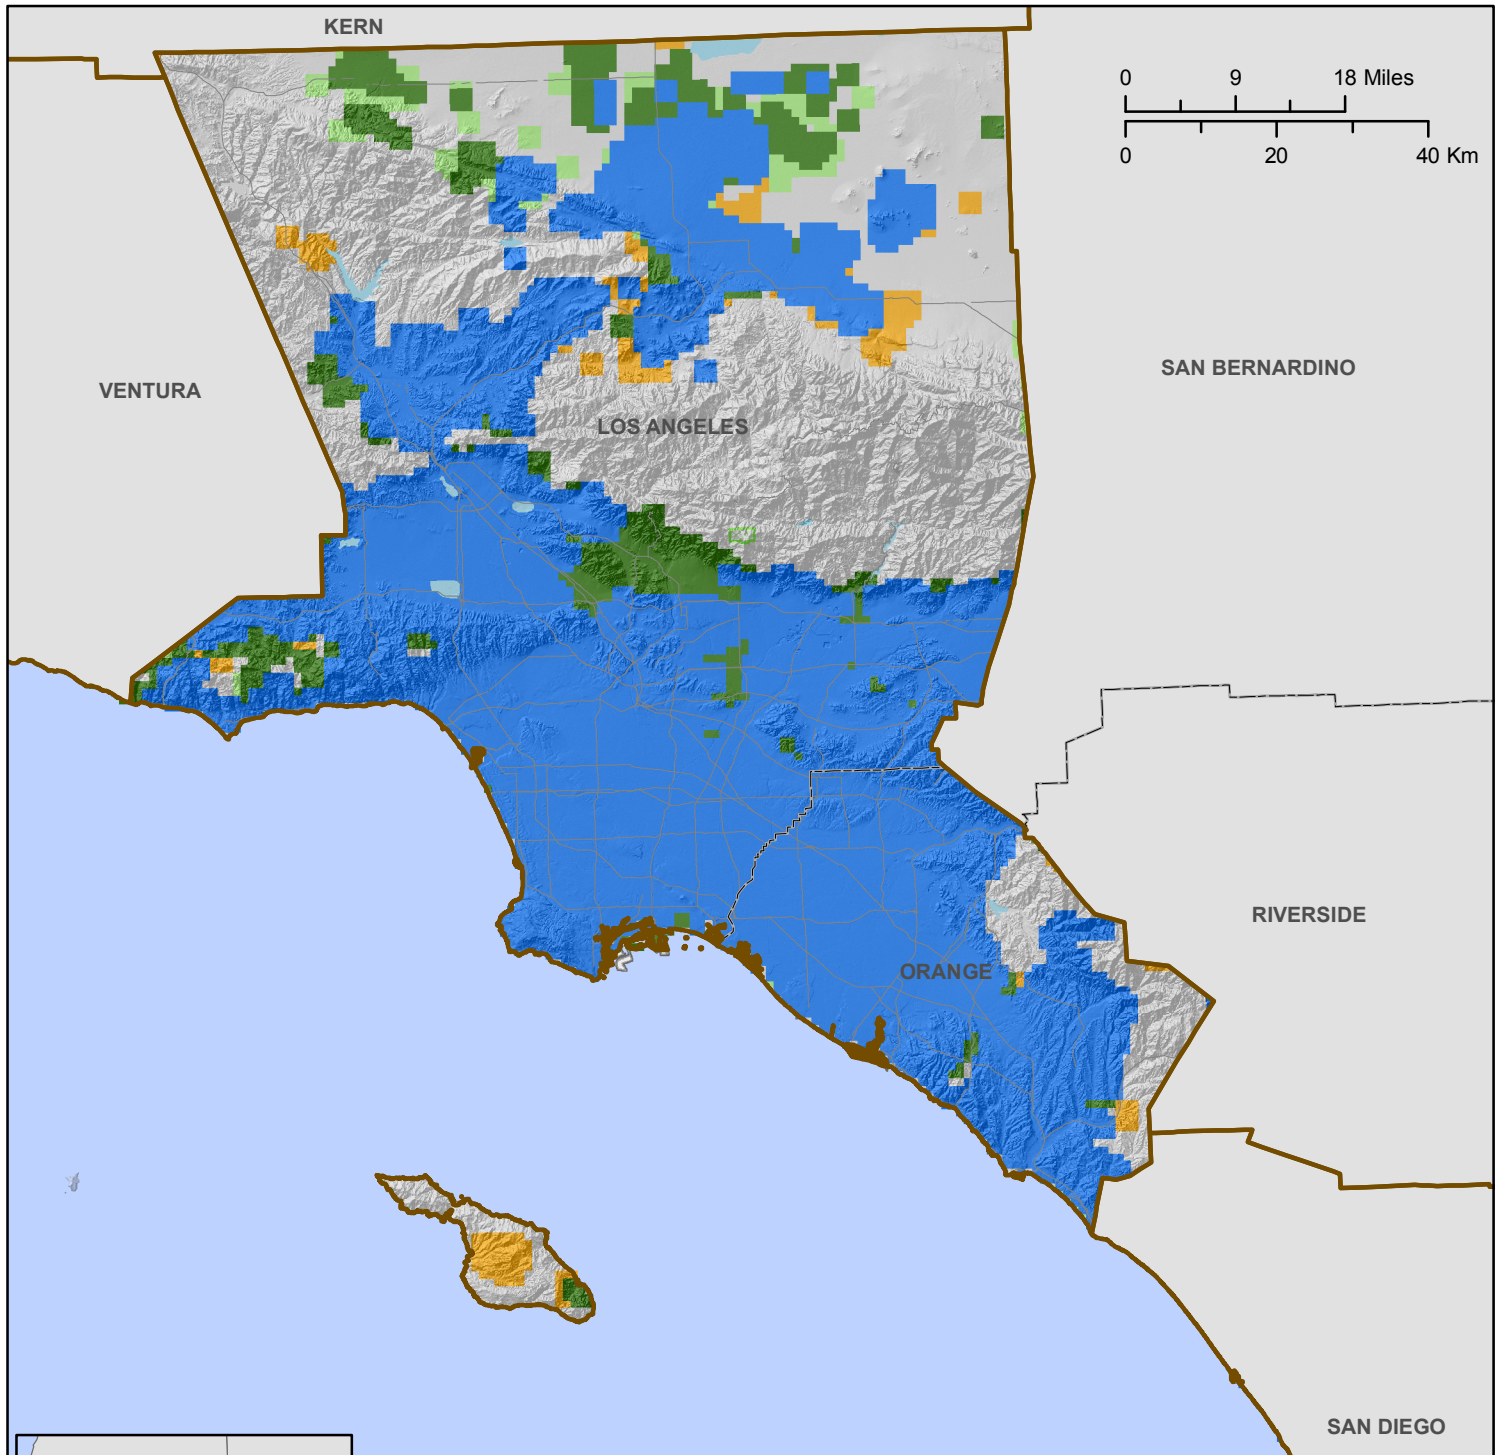 KERN
0 9 18 Miles
0 20 40 Km
VENTURA
SAN BERNARDINO
LOS ANGELES
RIVERSIDE
ORANGE
SAN DIEGO